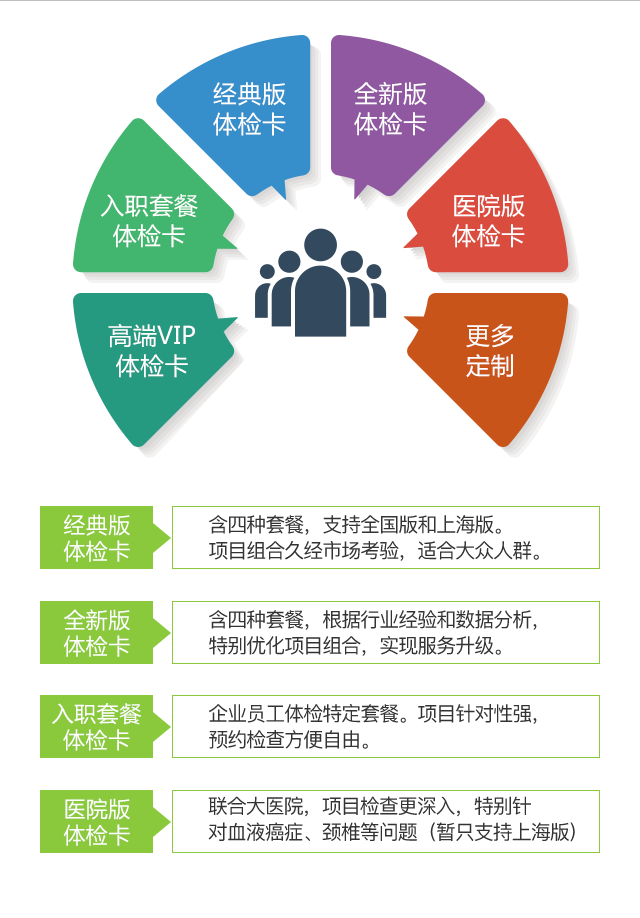 经典版
体检卡
全新版
体检卡
入职套餐
体检卡
医院版
体检卡
高端VIP
体检卡
更多
定制
经典版
体检卡
含四种套餐，支持全国版和上海版。
项目组合久经市场考验，适合大众人群。
全新版
体检卡
含四种套餐，根据行业经验和数据分析，
特别优化项目组合，实现服务升级。
入职套餐
体检卡
企业员工体检特定套餐。项目针对性强，
预约检查方便自由。
医院版
体检卡
联合大医院，项目检查更深入，特别针
对血液癌症、颈椎等问题（暂只支持上海版）